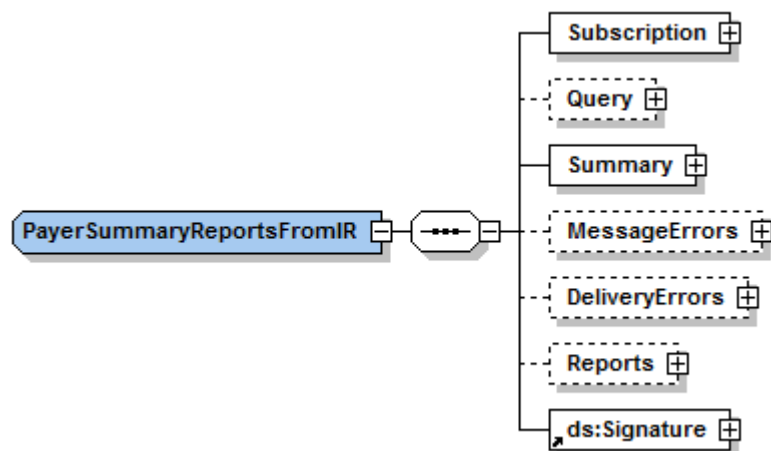 Subscription
Query
Summary
PayerSummaryReportsFromIR
MessageErrors
DeliveryErrors
Reports
ds:Signature